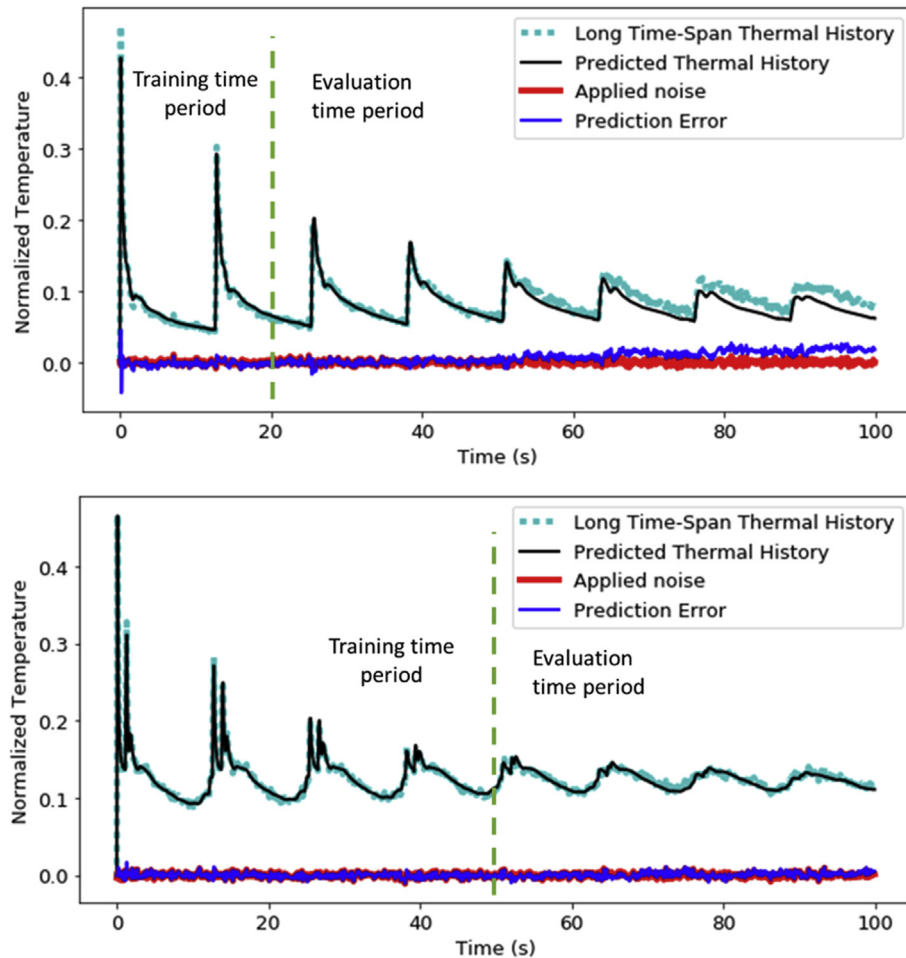 Long Time-Span Thermal History
Predicted Thermal History
Applied noise
Prediction Error
Training time
period
Evaluation
time period
Normalized Temperature
0.4
0.3
0.2
0.1
0.0
0 20 40 60 80 100
Time (s)
Long Time-Span Thermal History
Predicted Thermal History
Applied noise
Prediction Error
Training time
period
Evaluation
time period
Normalized Temperature
0.4
0.3
0.2
0.1
0.0
0 20 40 60 80 100
Time (s)